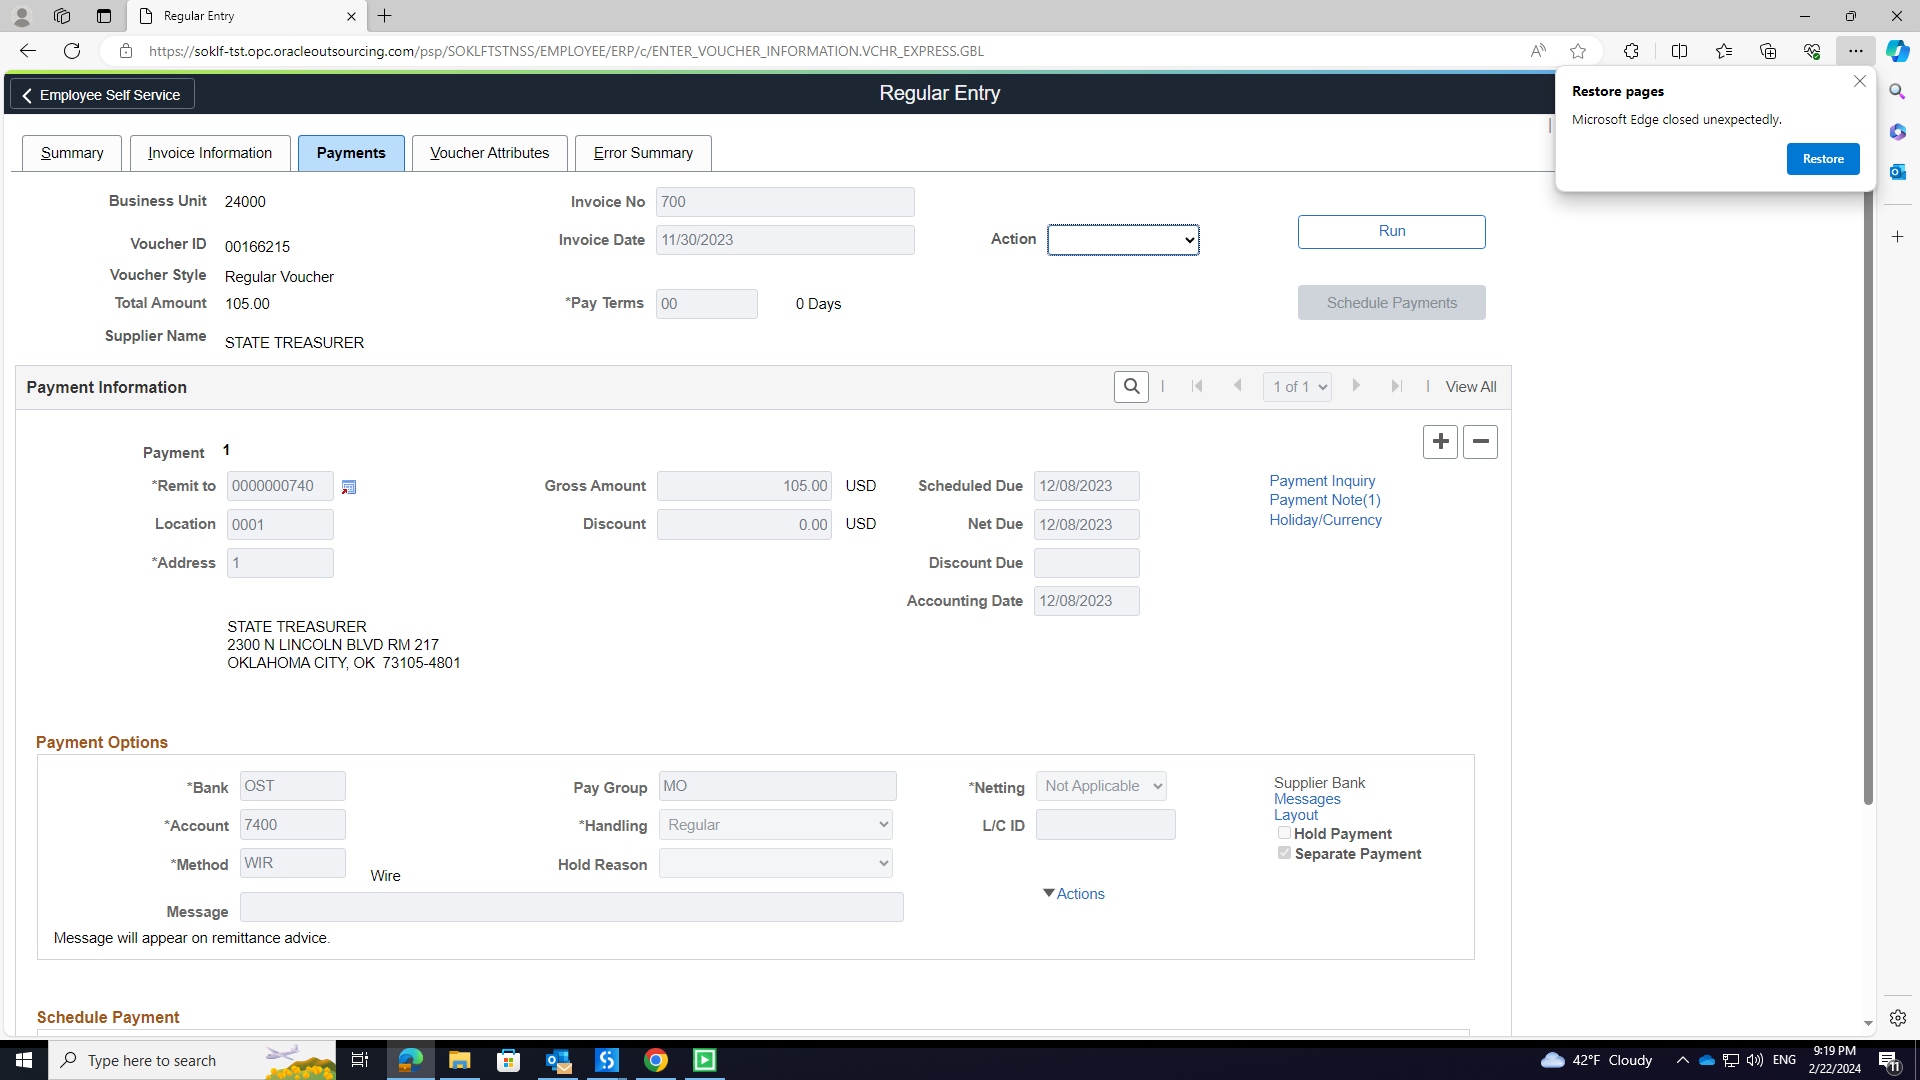 Regular Entry
https://soklf-tst.opc.oracleoutsourcing.com/psp/SOKLFTSTNSS/EMPLOYEE/ERP/c/ENTER_VOUCHER_INFORMATION.VCHR_EXPRESS.GBL
Employee Self Service
Regular Entry
Restore pages
Microsoft Edge closed unexpectedly.
Restore
Summary
Invoice Information
Payments
Voucher Attributes
Error Summary
Business Unit 24000
Invoice No 700
Voucher ID 00166215
Invoice Date 11/30/2023
Action
Run
Voucher Style Regular Voucher
Total Amount 105.00
*Pay Terms 00 0 Days
Schedule Payments
Supplier Name STATE TREASURER
Payment Information
1 of 1
View All
Payment 1
*Remit to 0000000740
Gross Amount 105.00 USD
Scheduled Due 12/08/2023
Payment Inquiry
Payment Note(1)
Holiday/Currency
Location 0001
Discount 0.00 USD
Net Due 12/08/2023
*Address 1
Discount Due
Accounting Date 12/08/2023
STATE TREASURER
2300 N LINCOLN BLVD RM 217
OKLAHOMA CITY, OK 73105-4801
Payment Options
*Bank OST
Pay Group MO
*Netting Not Applicable
Supplier Bank
Messages
Layout
*Account 7400
*Handling Regular
L/C ID
Hold Payment
Separate Payment
*Method WIR Wire
Hold Reason
Actions
Message
Message will appear on remittance advice.
Schedule Payment
Type here to search
42°F Cloudy
ENG
9:19 PM
2/22/2024
11